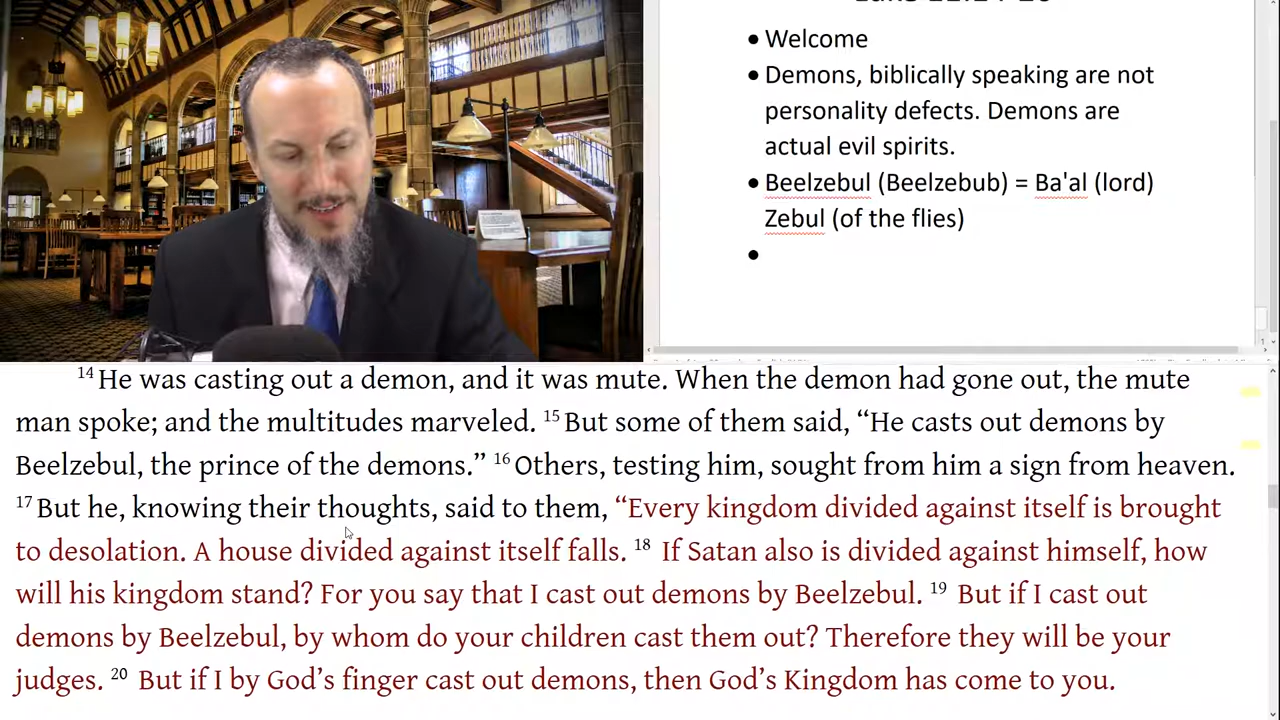 • Welcome
• Demons, biblically speaking are not
personality defects. Demons are
actual evil spirits.
• Beelzebul (Beelzebub) = Ba'al (lord)
Zebul (of the flies)
•
14 He was casting out a demon, and it was mute. When the demon had gone out, the mute
man spoke; and the multitudes marveled. 15 But some of them said, “He casts out demons by
Beelzebul, the prince of the demons.” 16 Others, testing him, sought from him a sign from heaven.
17 But he, knowing their thoughts, said to them, “Every kingdom divided against itself is brought
to desolation. A house divided against itself falls. 18 If Satan also is divided against himself, how
will his kingdom stand? For you say that I cast out demons by Beelzebul. 19 But if I cast out
demons by Beelzebul, by whom do your children cast them out? Therefore they will be your
judges. 20 But if I by God’s finger cast out demons, then God’s Kingdom has come to you.